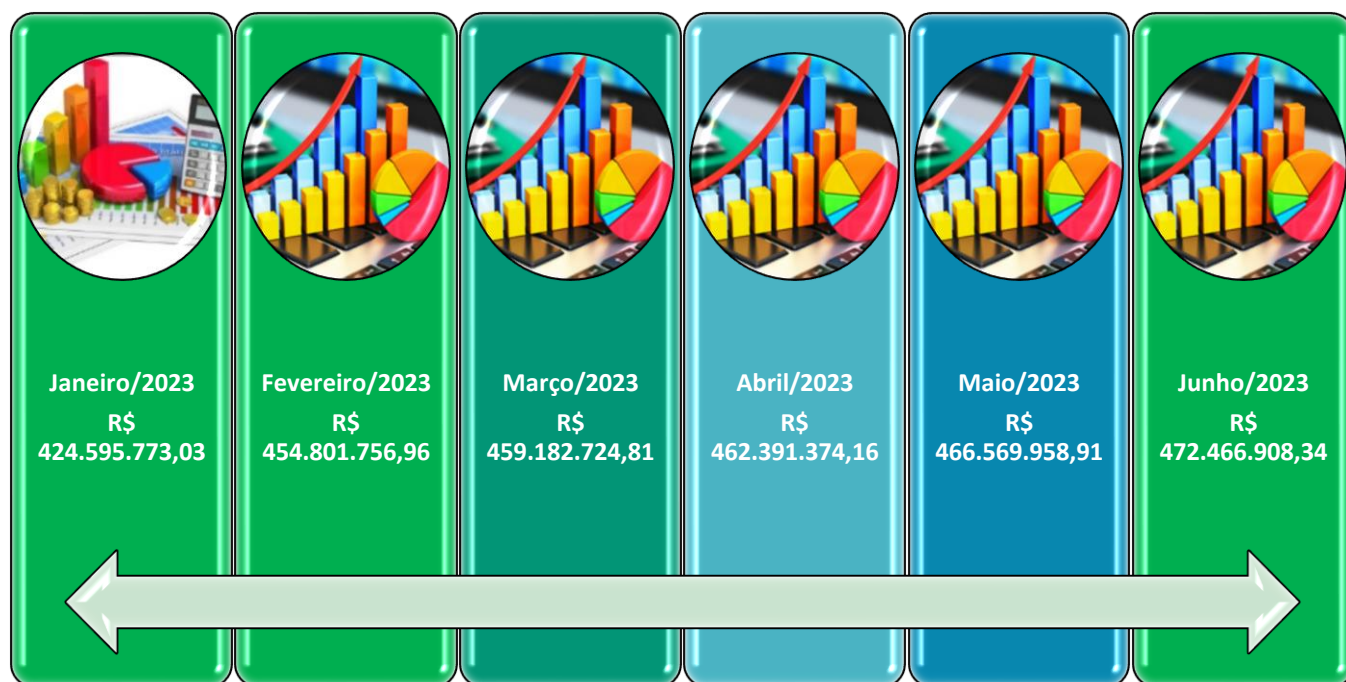 Janeiro/2023
R$
424.595.773,03
Fevereiro/2023
R$
454.801.756,96
Março/2023
R$
459.182.724,81
Abril/2023
R$
462.391.374,16
Maio/2023
R$
466.569.958,91
Junho/2023
R$
472.466.908,34